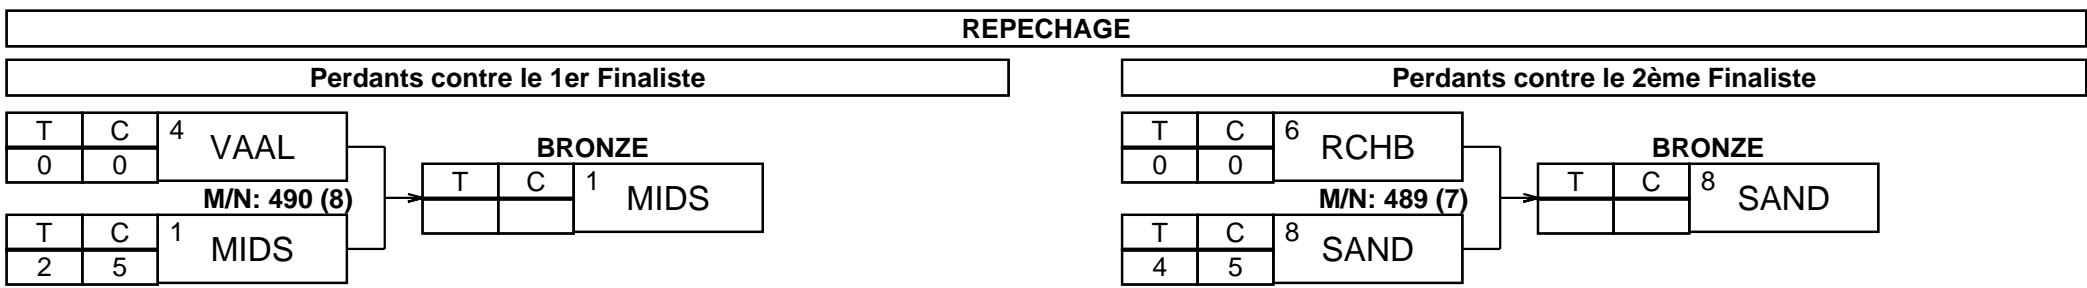 REPECHAGE
Perdants contre le 1er Finaliste
T C 4 VAAL
0 0
M/N: 490 (8)
T C 1 MIDS
2 5
BRONZE
T C 1 MIDS
Perdants contre le 2ème Finaliste
T C 6 RCHB
0 0
M/N: 489 (7)
T C 8 SAND
4 5
BRONZE
T C 8 SAND